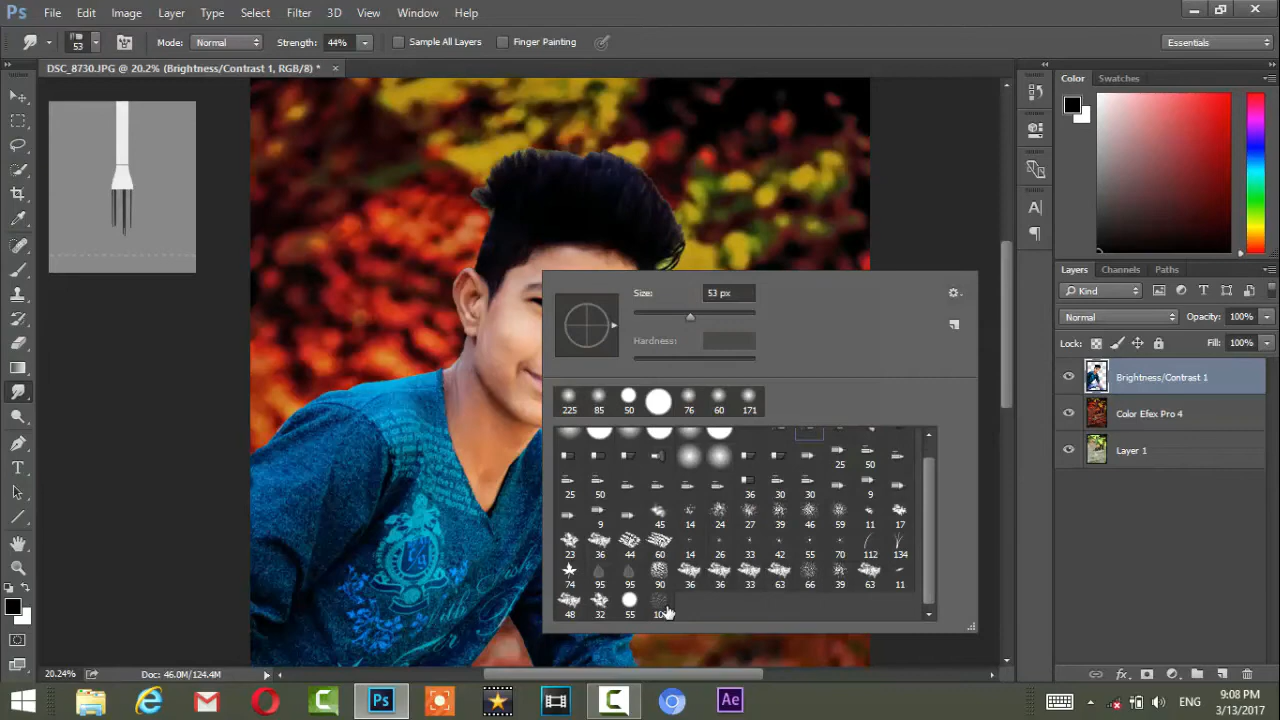 Ps File Edit Image Layer Type Select Filter 3D View Window Help
53 Mode: Normal Strength: 44% Sample All Layers Finger Painting Essentials
DSC_8730.JPG @ 20.2% (Brightness/Contrast 1, RGB/8) * ×
Color Swatches
Size: 53 px
Hardness:
225 85 50 76 60 171
25 50
25 50 36 30 30 9
9 45 14 24 27 39 46 59 11 17
23 36 44 60 14 26 33 42 55 70 112 134
74 95 95 90 36 36 33 63 66 39 63 11
48 32 55
Layers Channels Paths
Kind
Normal Opacity: 100%
Lock: Fill: 100%
Brightness/Contrast 1
Color Efex Pro 4
Layer 1
20.24% Doc: 46.0M/124.4M
Ps Ae ENG 9:08 PM
3/13/2017